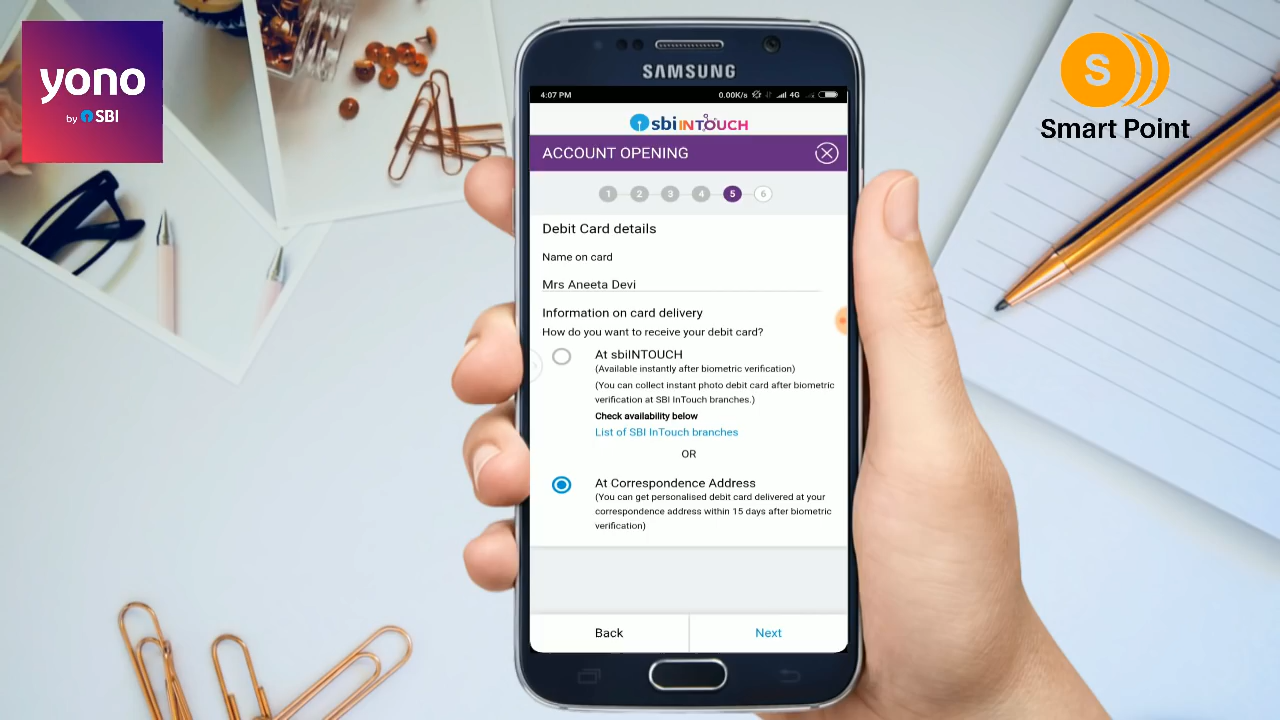 yono
by SBI
S
Smart Point
SAMSUNG
4:07 PM 0.00K/s 4G
sbi INTOUCH
ACCOUNT OPENING
1 2 3 4 5 6
Debit Card details
Name on card
Mrs Aneeta Devi
Information on card delivery
How do you want to receive your debit card?
At sbiINTOUCH
(Available instantly after biometric verification)
(You can collect instant photo debit card after biometric
verification at SBI InTouch branches.)
Check availability below
List of SBI InTouch branches
OR
At Correspondence Address
(You can get personalised debit card delivered at your
correspondence address within 15 days after biometric
verification)
Back Next